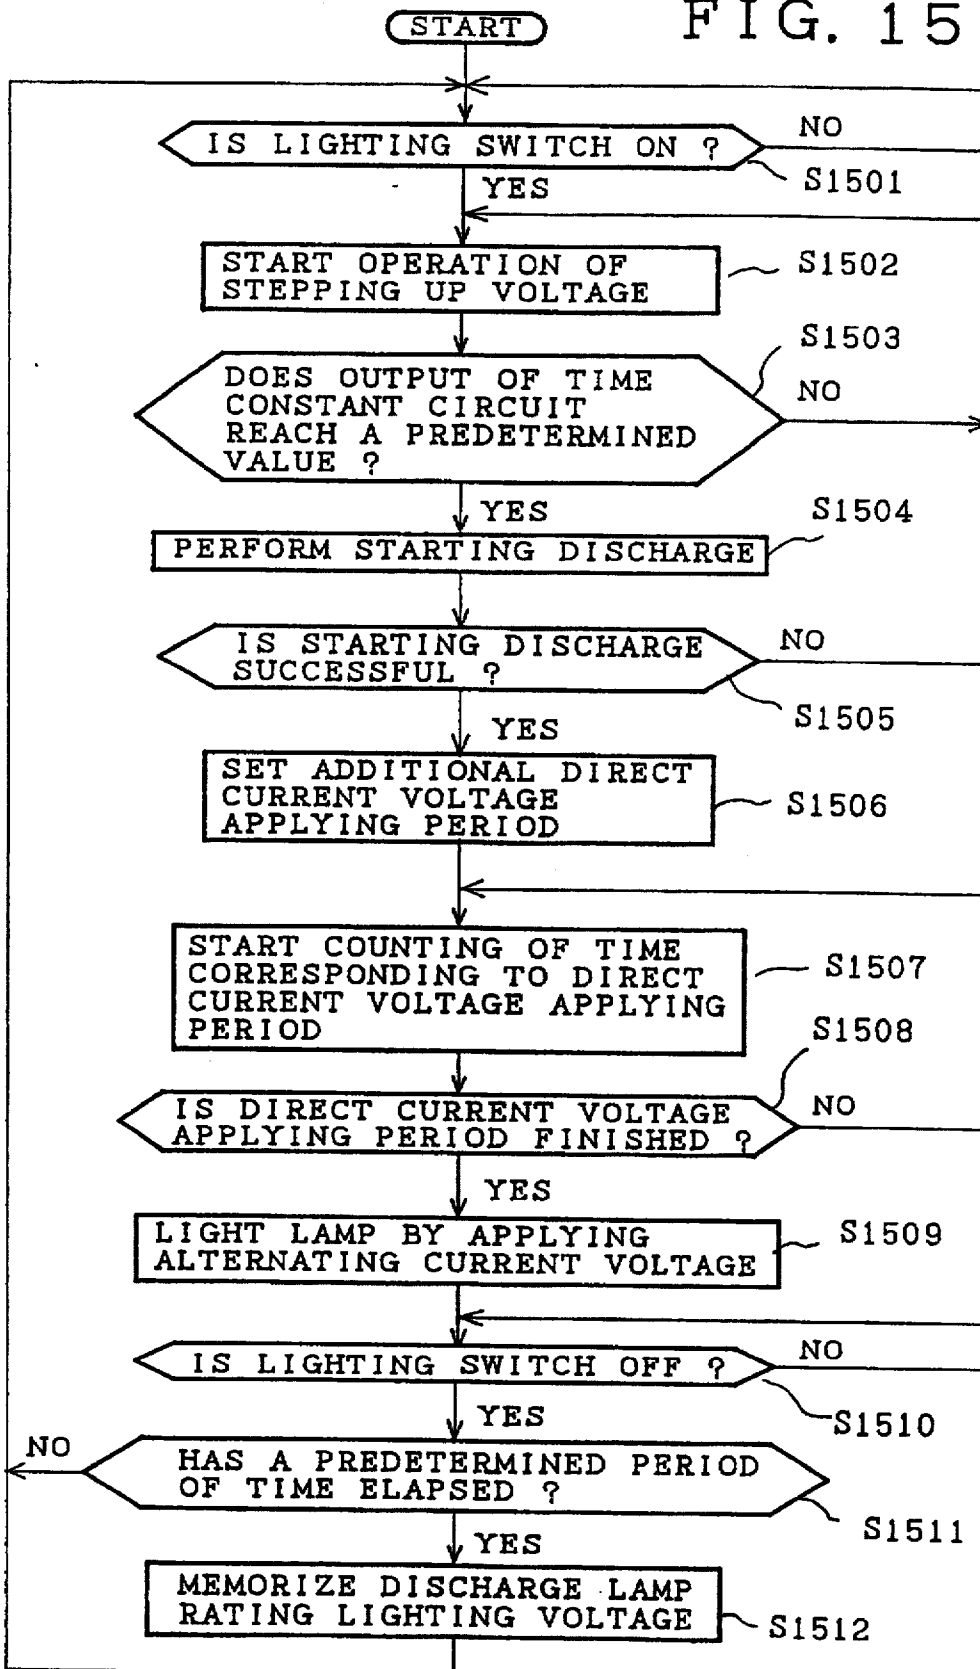 FIG. 15
START
IS LIGHTING SWITCH ON ?
NO
S1501
YES
START OPERATION OF
STEPPING UP VOLTAGE
S1502
S1503
DOES OUTPUT OF TIME
CONSTANT CIRCUIT
REACH A PREDETERMINED
VALUE ?
NO
YES
S1504
PERFORM STARTING DISCHARGE
IS STARTING DISCHARGE
SUCCESSFUL ?
NO
S1505
YES
SET ADDITIONAL DIRECT
CURRENT VOLTAGE
APPLYING PERIOD
S1506
START COUNTING OF TIME
CORRESPONDING TO DIRECT
CURRENT VOLTAGE APPLYING
PERIOD
S1507
S1508
IS DIRECT CURRENT VOLTAGE
APPLYING PERIOD FINISHED ?
NO
YES
LIGHT LAMP BY APPLYING
ALTERNATING CURRENT VOLTAGE
S1509
IS LIGHTING SWITCH OFF ?
NO
S1510
YES
NO
HAS A PREDETERMINED PERIOD
OF TIME ELAPSED ?
S1511
YES
MEMORIZE DISCHARGE LAMP
RATING LIGHTING VOLTAGE
S1512